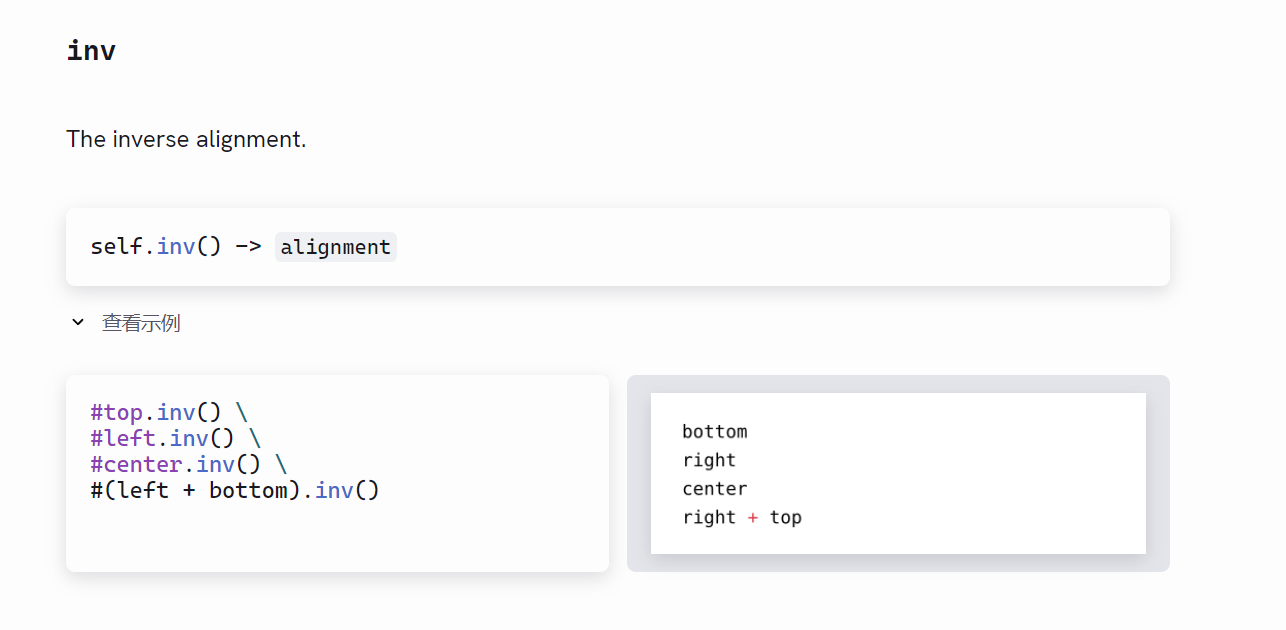 inv
The inverse alignment.
self.inv() -> alignment
查看示例
#top.inv() \
#left.inv() \
#center.inv() \
#(left + bottom).inv()
bottom
right
center
right + top